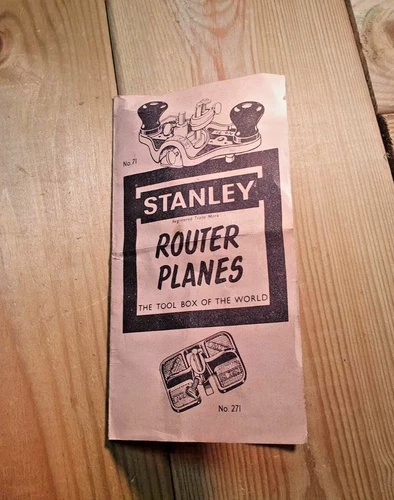 No. 71
STANLEY
Registered Trade Mark
ROUTER
PLANES
THE TOOL BOX OF THE WORLD
No. 271